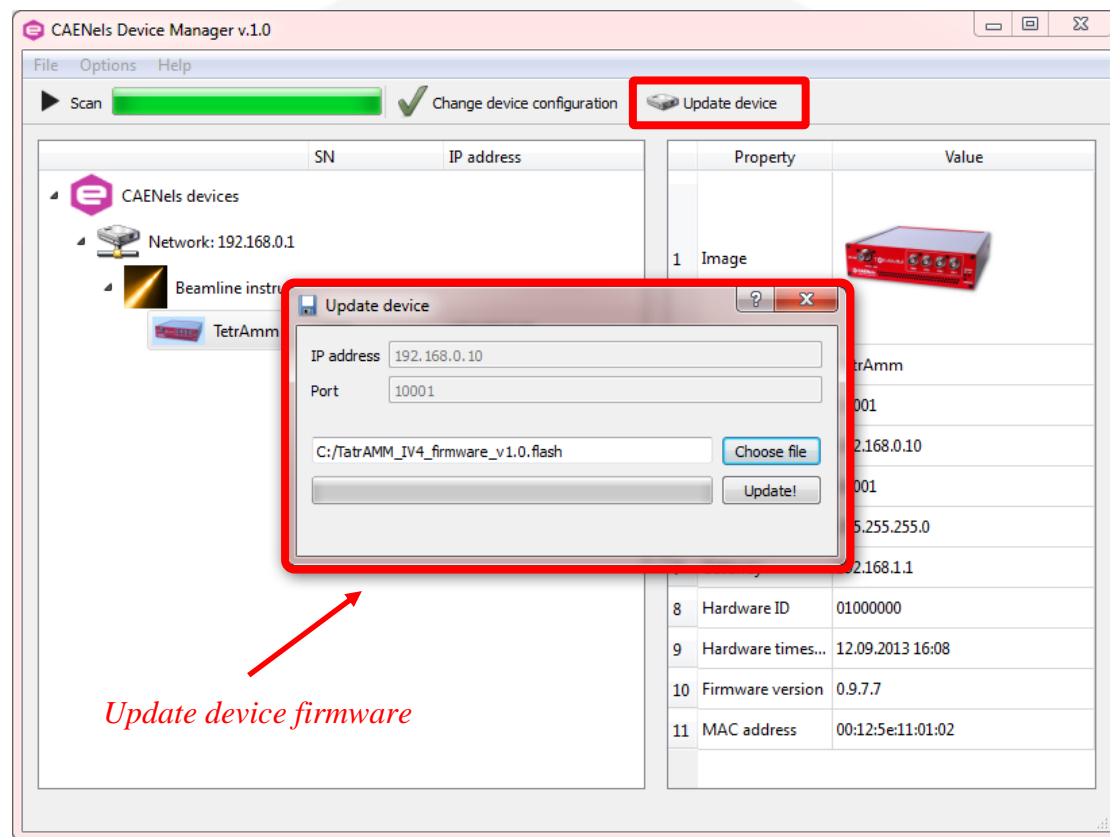 CAENels Device Manager v.1.0
File Options Help
Scan Change device configuration Update device
SN IP address
Property Value
CAENels devices
Network: 192.168.0.1
1 Image
Beamline instru
Update device
TetrAmm
IP address 192.168.0.10
trAmm
Port 10001
001
2.168.0.10
C:/TatrAMM_IV4_firmware_v1.0.flash Choose file
Update!
001
5.255.255.0
92.168.1.1
8 Hardware ID 01000000
9 Hardware times... 12.09.2013 16:08
10 Firmware version 0.9.7.7
11 MAC address 00:12:5e:11:01:02
Update device firmware